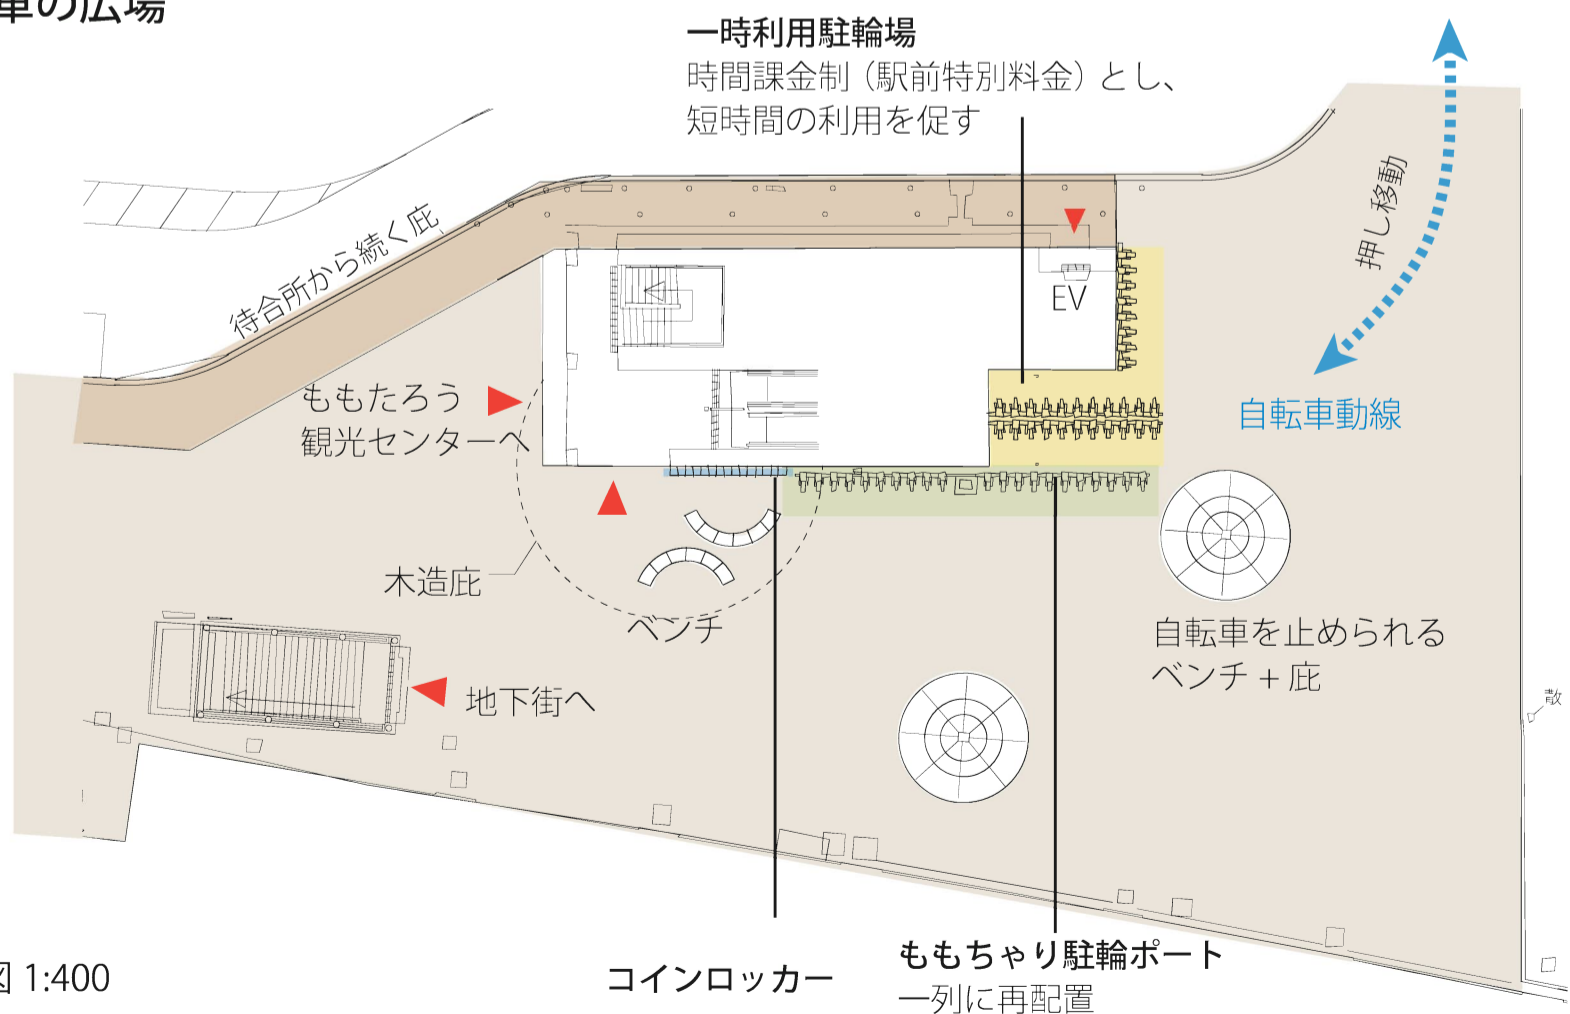 車の広場
一時利用駐輪場
時間課金制（駅前特別料金）とし、
短時間の利用を促す
押し移動
自転車動線
待合所から続く庇
EV
ももたろう
観光センターへ
木造庇
ベンチ
地下街へ
自転車を止められる
ベンチ + 庇
散
コインロッカー
ももちゃり駐輪ポート
一列に再配置
図 1:400